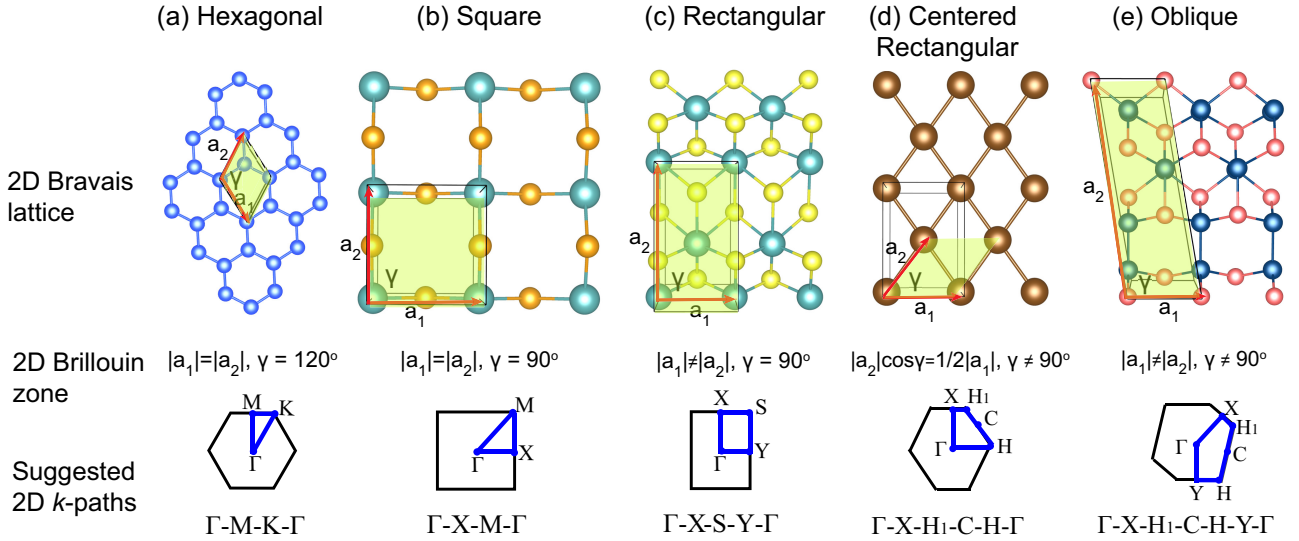 (a) Hexagonal (b) Square (c) Rectangular (d) Centered Rectangular (e) Oblique
2D Bravais lattice
a₂ γ a₁
a₂ γ a₁
a₂ γ a₁
a₂ γ a₁
a₂ γ a₁
|a₁|=|a₂|, γ = 120° |a₁|=|a₂|, γ = 90° |a₁|≠|a₂|, γ = 90° |a₂|cosγ=1/2|a₁|, γ ≠ 90° |a₁|≠|a₂|, γ ≠ 90°
2D Brillouin zone
M K Γ
M X Γ
X S Γ Y
X H₁ C Γ H
X H₁ Γ C Y H
Suggested 2D k-paths
Γ-M-K-Γ Γ-X-M-Γ Γ-X-S-Y-Γ Γ-X-H₁-C-H-Γ Γ-X-H₁-C-H-Y-Γ